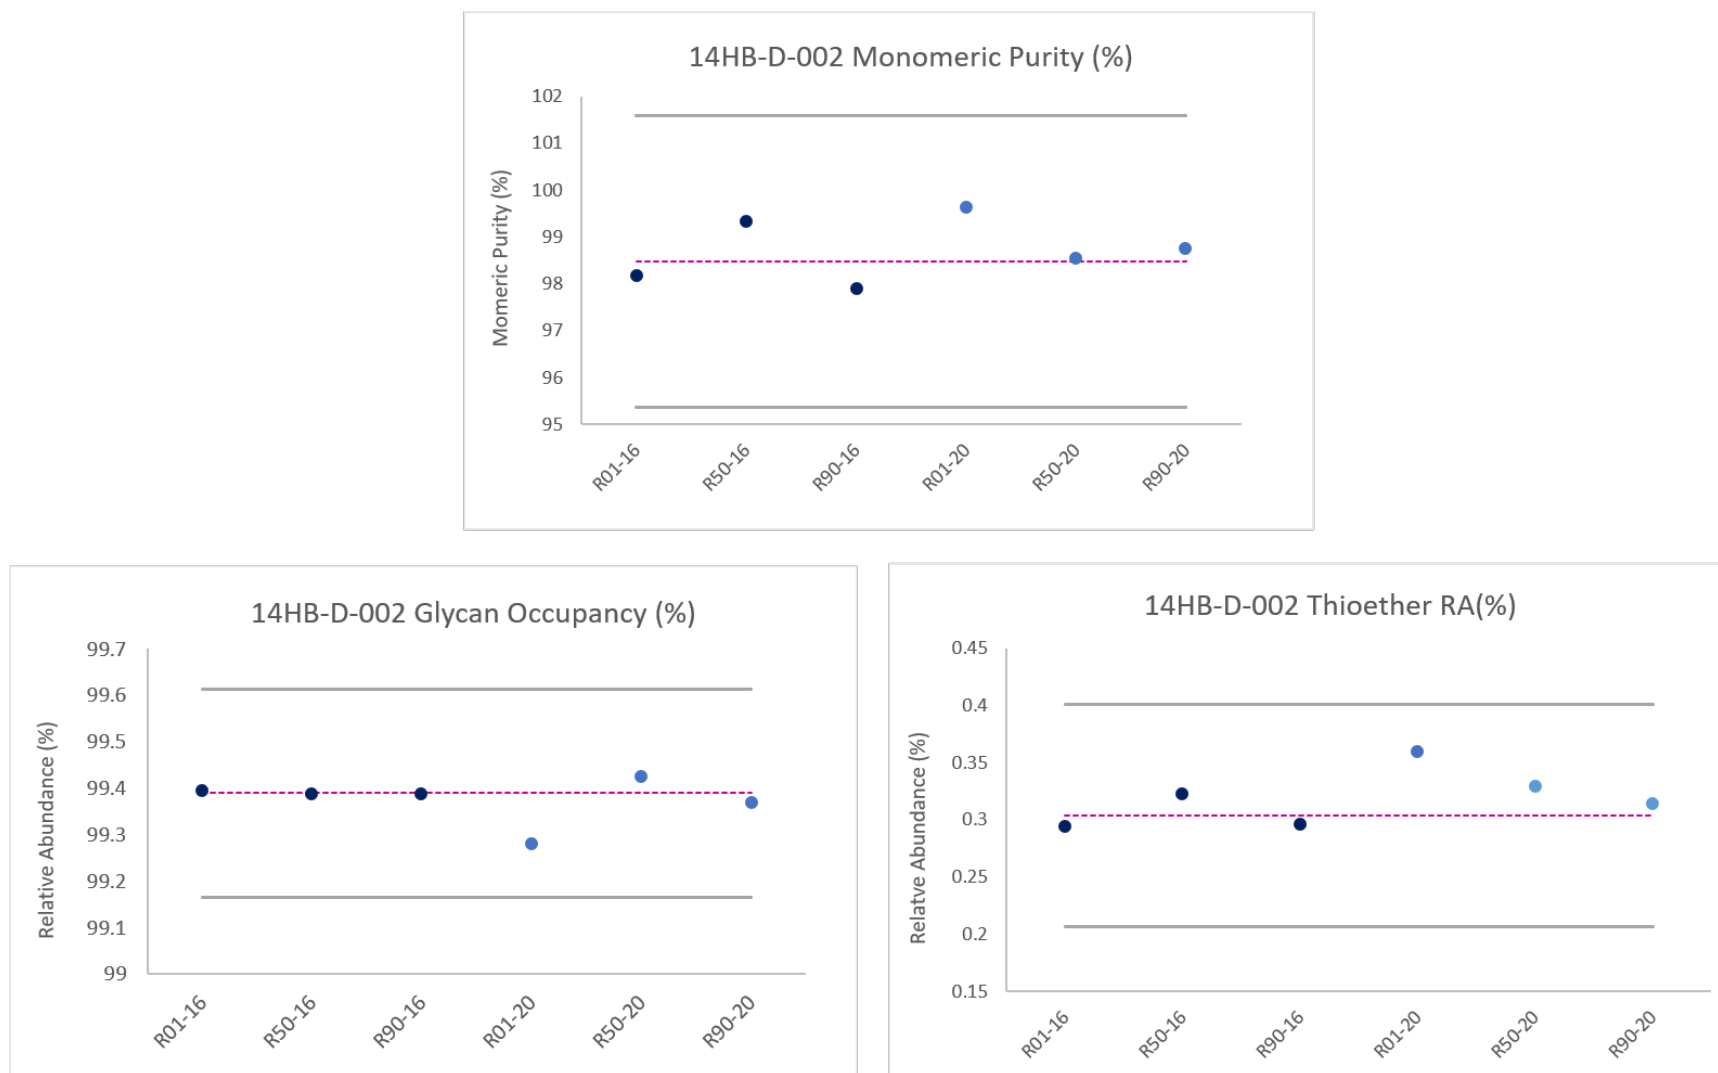 14HB-D-002 Monomeric Purity (%)
102
101
100
99
98
97
96
95
Momeric Purity (%)
R01-16
R50-16
R90-16
R01-20
R50-20
R90-20
14HB-D-002 Glycan Occupancy (%)
99.7
99.6
99.5
99.4
99.3
99.2
99.1
99
Relative Abundance (%)
R01-16
R50-16
R90-16
R01-20
R50-20
R90-20
14HB-D-002 Thioether RA(%)
0.45
0.4
0.35
0.3
0.25
0.2
0.15
Relatve Abundance (%)
R01-16
R50-16
R90-16
R01-20
R50-20
R90-20